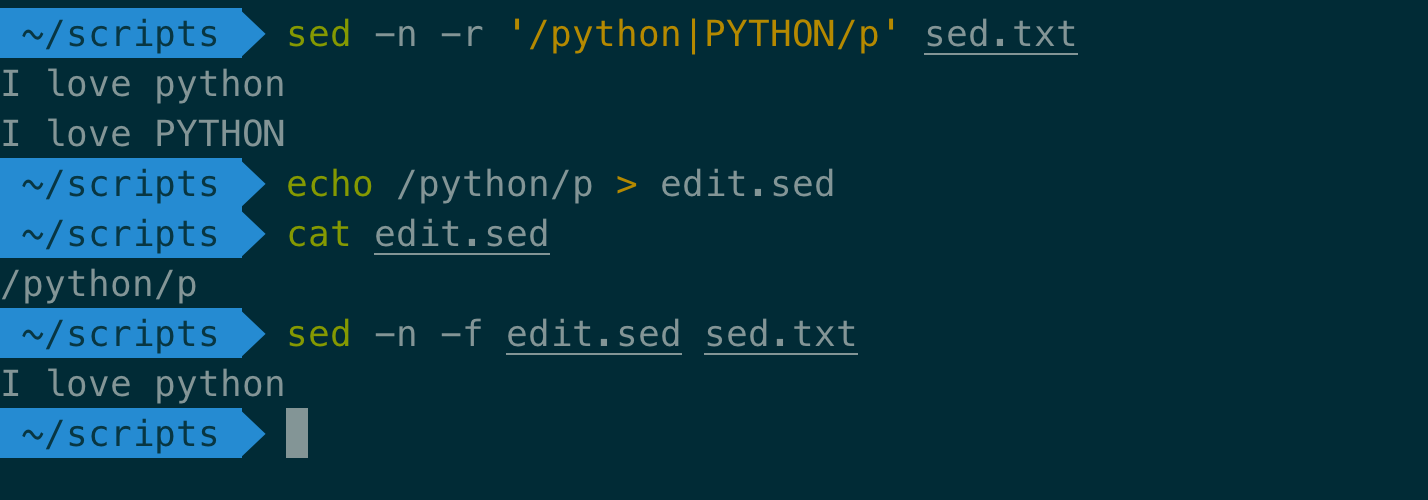 ~/scripts sed -n -r '/python|PYTHON/p' sed.txt
I love python
I love PYTHON
~/scripts echo /python/p > edit.sed
~/scripts cat edit.sed
/python/p
~/scripts sed -n -f edit.sed sed.txt
I love python
~/scripts